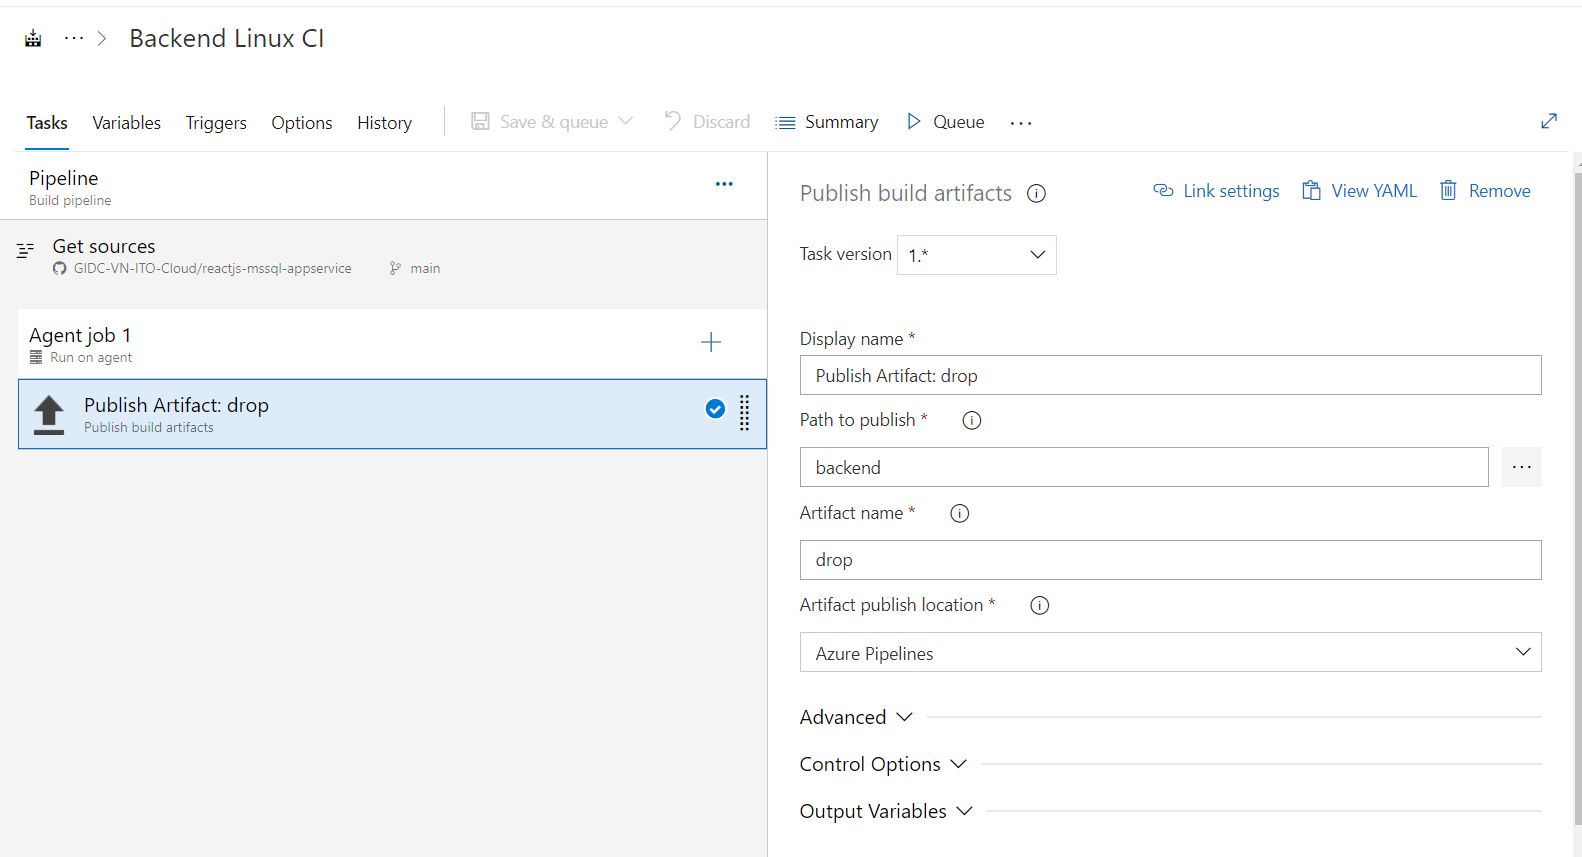 ··· > Backend Linux CI
Tasks Variables Triggers Options History Save & queue Discard Summary Queue ···
Pipeline ···
Build pipeline
Get sources
GIDC-VN-ITO-Cloud/reactjs-mssql-appservice main
Agent job 1
Run on agent
Publish Artifact: drop
Publish build artifacts
Publish build artifacts Link settings View YAML Remove
Task version 1.*
Display name *
Publish Artifact: drop
Path to publish *
backend ···
Artifact name *
drop
Artifact publish location *
Azure Pipelines
Advanced
Control Options
Output Variables